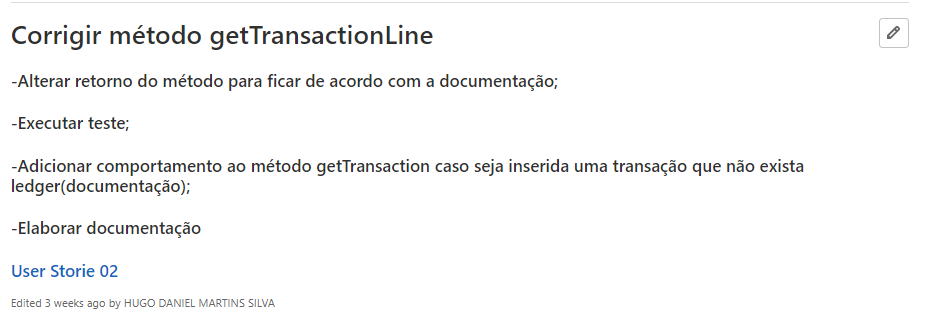 Corrigir método getTransactionLine
-Alterar retorno do método para ficar de acordo com a documentação;
-Executar teste;
-Adicionar comportamento ao método getTransaction caso seja inserida uma transação que não exista
ledger(documentação);
-Elaborar documentação
User Storie 02
Edited 3 weeks ago by HUGO DANIEL MARTINS SILVA